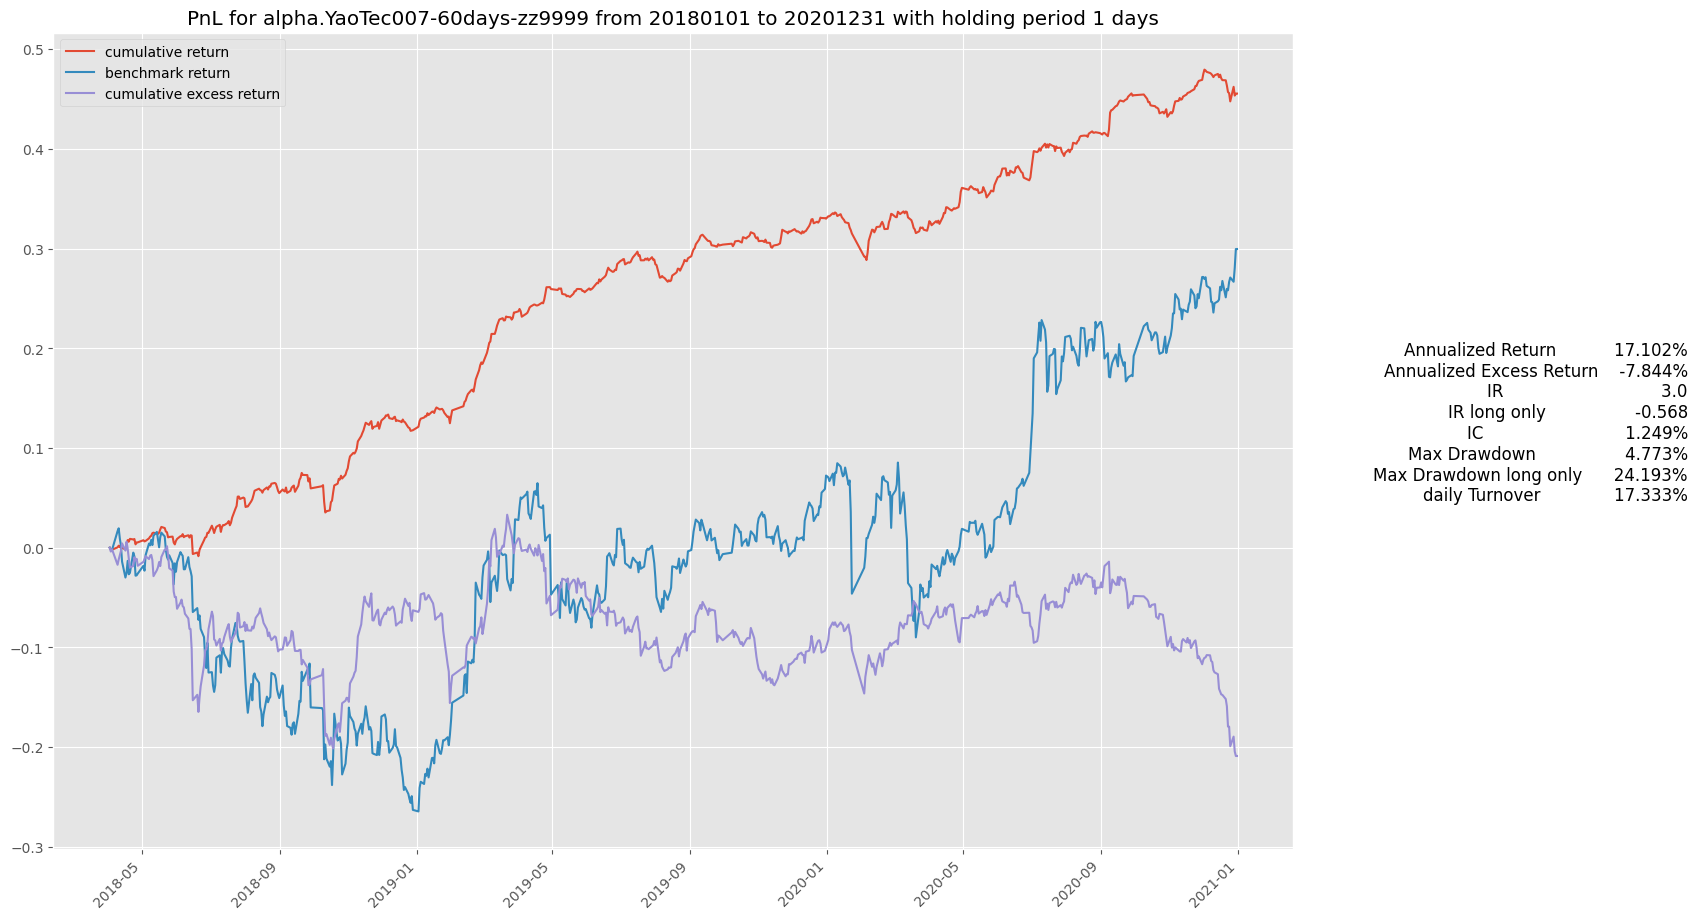 PnL for alpha.YaoTec007-60days-zz9999 from 20180101 to 20201231 with holding period 1 days
cumulative return
benchmark return
cumulative excess return
0.5
0.4
0.3
0.2
0.1
0.0
−0.1
−0.2
−0.3
2018-05
2018-09
2019-01
2019-05
2019-09
2020-01
2020-05
2020-09
2021-01
Annualized Return 17.102%
Annualized Excess Return -7.844%
IR 3.0
IR long only -0.568
IC 1.249%
Max Drawdown 4.773%
Max Drawdown long only 24.193%
daily Turnover 17.333%